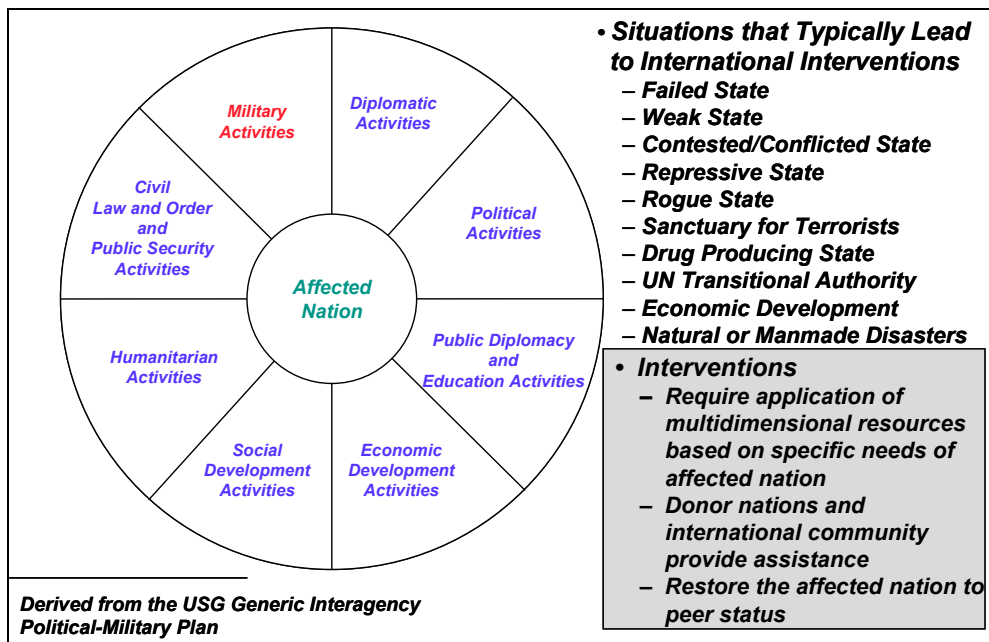 Military
Activities
Diplomatic
Activities
Political
Activities
Public Diplomacy
and
Education Activities
Economic
Development
Activities
Social
Development
Activities
Humanitarian
Activities
Civil
Law and Order
and
Public Security
Activities
Affected
Nation
• Situations that Typically Lead
to International Interventions
– Failed State
– Weak State
– Contested/Conflicted State
– Repressive State
– Rogue State
– Sanctuary for Terrorists
– Drug Producing State
– UN Transitional Authority
– Economic Development
– Natural or Manmade Disasters
• Interventions
– Require application of
multidimensional resources
based on specific needs of
affected nation
– Donor nations and
international community
provide assistance
– Restore the affected nation to
peer status
Derived from the USG Generic Interagency
Political-Military Plan